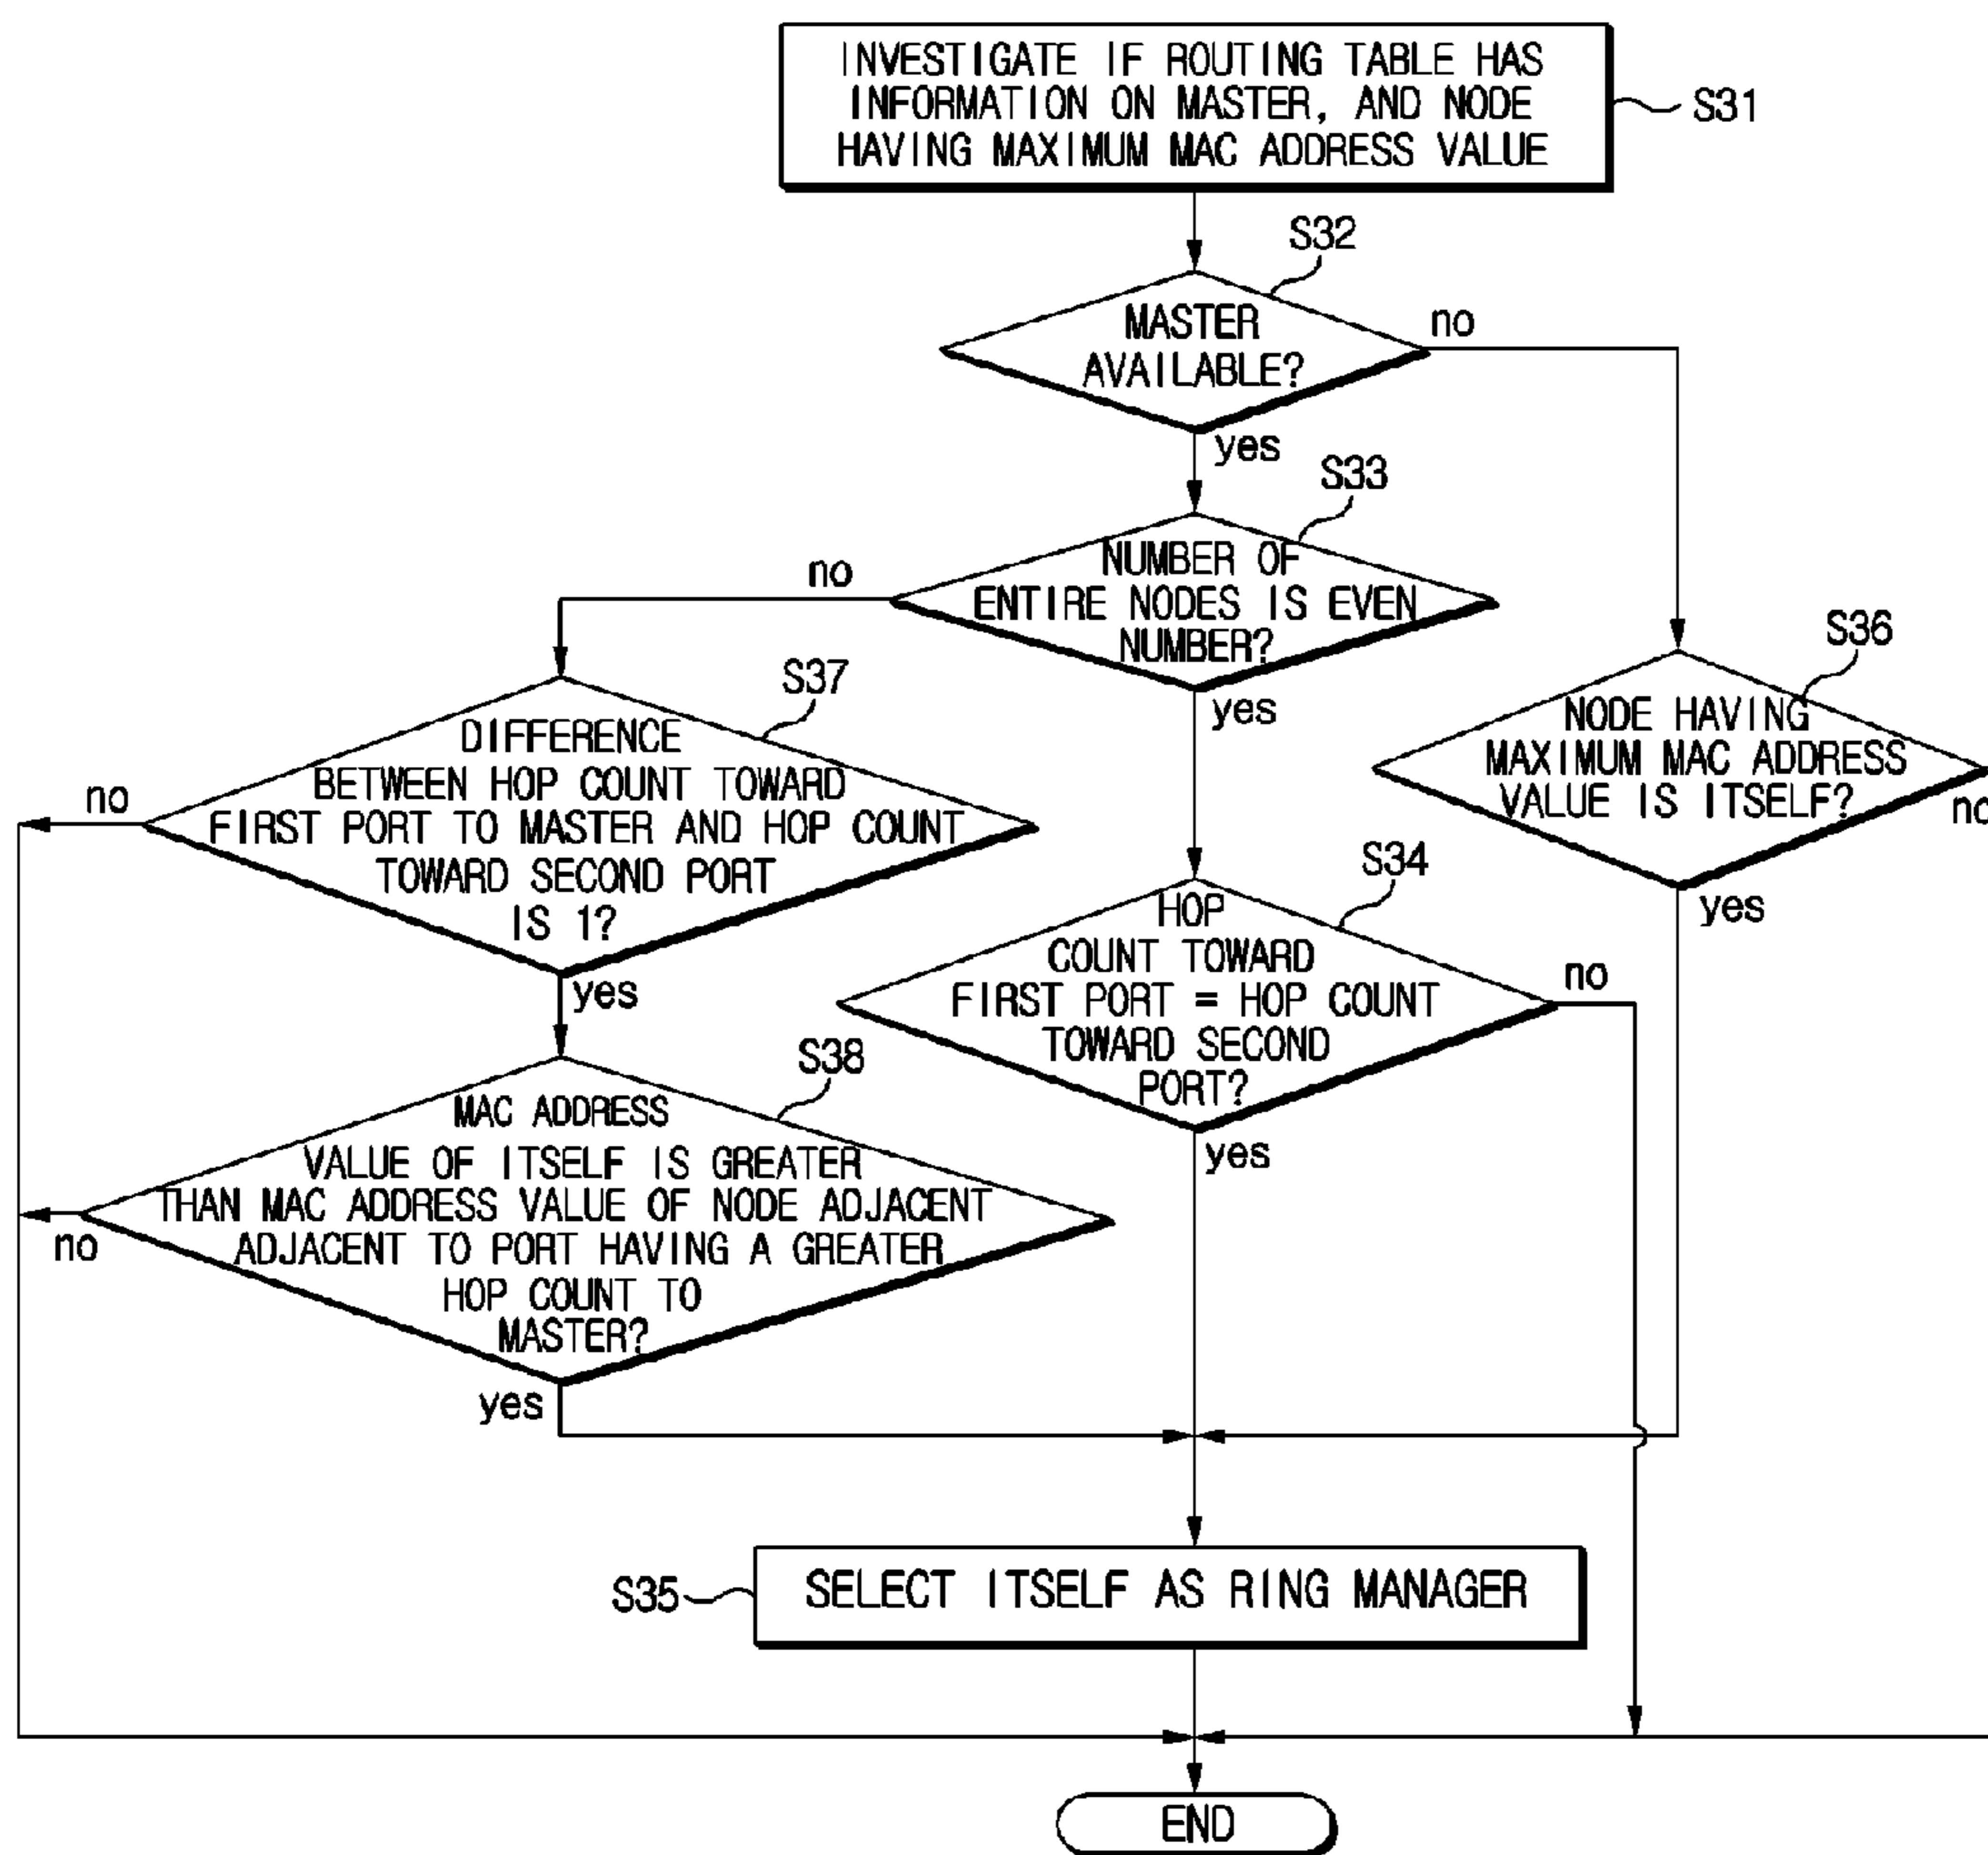 INVESTIGATE IF ROUTING TABLE HAS
INFORMATION ON MASTER, AND NODE
HAVING MAXIMUM MAC ADDRESS VALUE
S31
S32
MASTER
AVAILABLE?
no
yes
S33
NUMBER OF
ENTIRE NODES IS EVEN
NUMBER?
no
yes
S36
NODE HAVING
MAXIMUM MAC ADDRESS
VALUE IS ITSELF?
no
yes
S37
DIFFERENCE
BETWEEN HOP COUNT TOWARD
FIRST PORT TO MASTER AND HOP COUNT
TOWARD SECOND PORT
IS 1?
no
yes
S34
HOP
COUNT TOWARD
FIRST PORT = HOP COUNT
TOWARD SECOND
PORT?
no
yes
S38
MAC ADDRESS
VALUE OF ITSELF IS GREATER
THAN MAC ADDRESS VALUE OF NODE ADJACENT
ADJACENT TO PORT HAVING A GREATER
HOP COUNT TO
MASTER?
no
yes
S35
SELECT ITSELF AS RING MANAGER
END